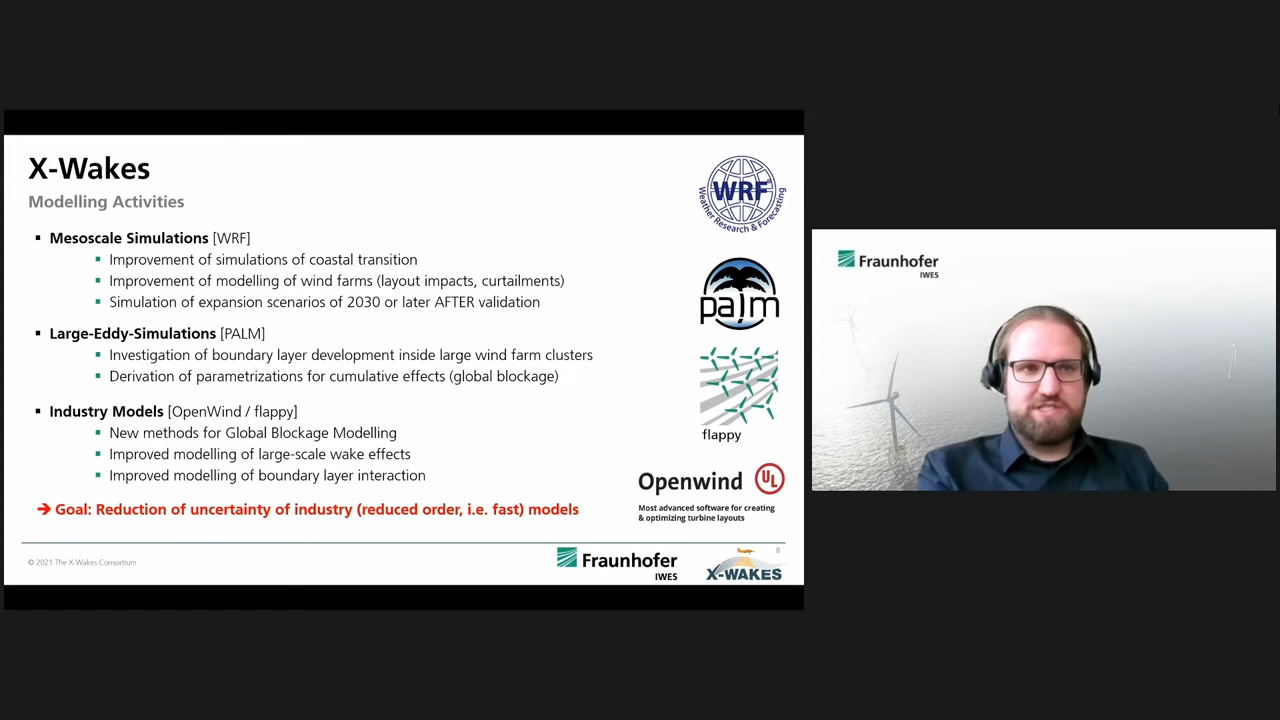 X-Wakes
Modelling Activities
Mesoscale Simulations [WRF]
Improvement of simulations of coastal transition
Improvement of modelling of wind farms (layout impacts, curtailments)
Simulation of expansion scenarios of 2030 or later AFTER validation
Large-Eddy-Simulations [PALM]
Investigation of boundary layer development inside large wind farm clusters
Derivation of parametrizations for cumulative effects (global blockage)
Industry Models [OpenWind / flappy]
New methods for Global Blockage Modelling
Improved modelling of large-scale wake effects
Improved modelling of boundary layer interaction
➔ Goal: Reduction of uncertainty of industry (reduced order, i.e. fast) models
WRF
Weather Research & Forecasting
palm
flappy
Openwind UL
Most advanced software for creating
& optimizing turbine layouts
© 2021 The X-Wakes Consortium
Fraunhofer
IWES
X-WAKES
8
Fraunhofer
IWES